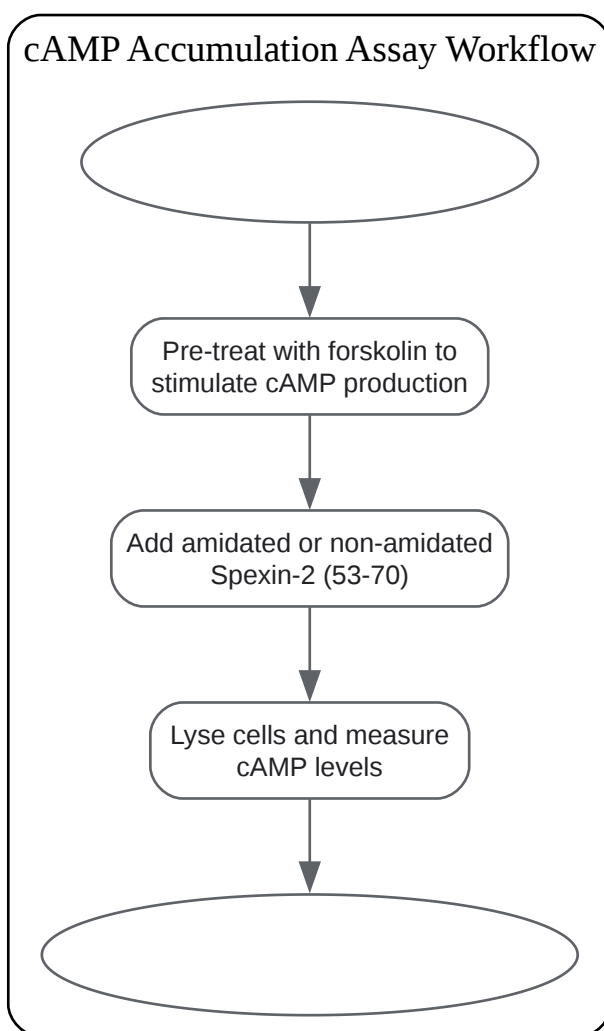 cAMP Accumulation Assay Workflow
Pre-treat with forskolin to
stimulate cAMP production
Add amidated or non-amidated
Spexin-2 (53-70)
Lyse cells and measure
cAMP levels